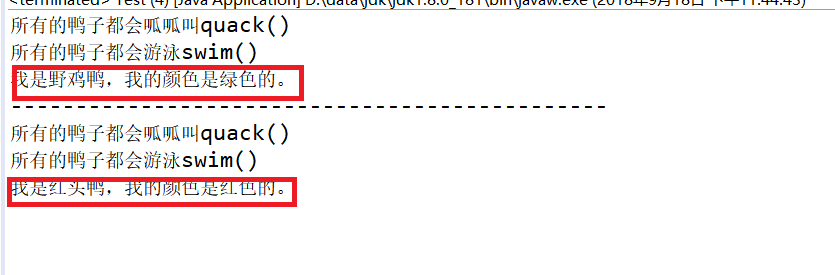 <terminated> Test (4) [Java Application] D:\data\jdk\jdk1.8.0_181\bin\javaw.exe (2018年9月18日 下午11:44:43)
所有的鸭子都会呱呱叫quack()
所有的鸭子都会游泳swim()
我是野鸡鸭，我的颜色是绿色的。
----------------------------------------------
所有的鸭子都会呱呱叫quack()
所有的鸭子都会游泳swim()
我是红头鸭，我的颜色是红色的。